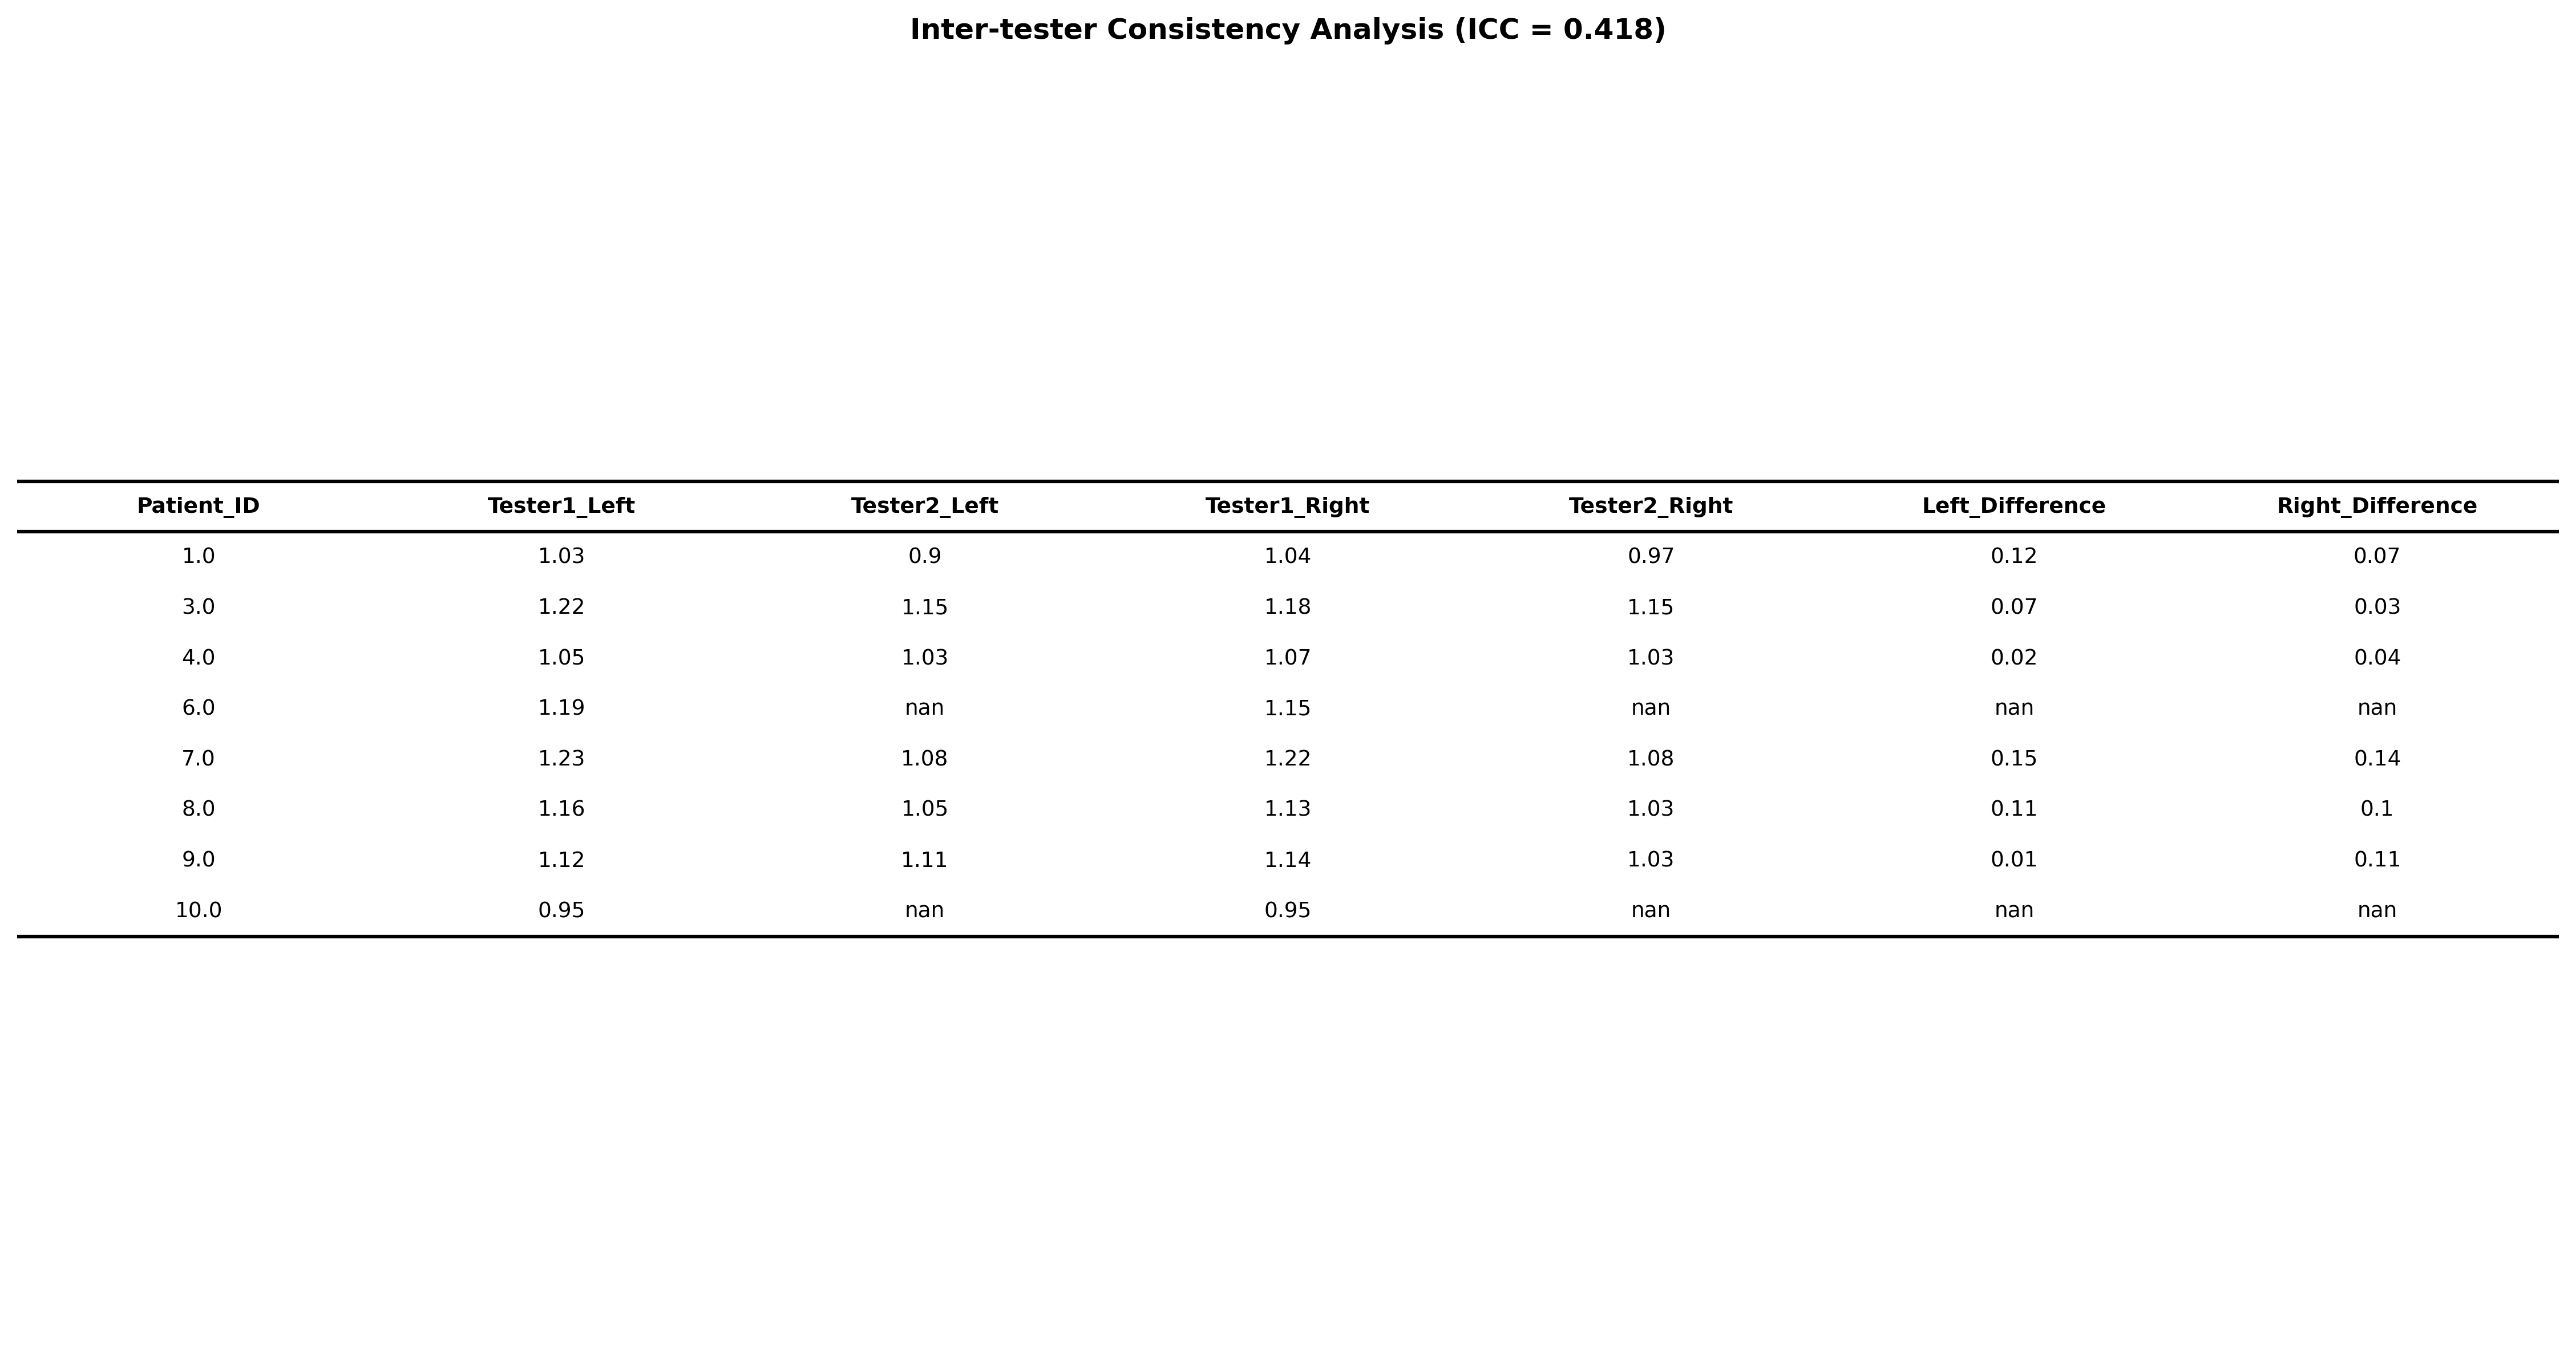 Inter-tester Consistency Analysis (ICC = 0.418)
Patient_ID Tester1_Left Tester2_Left Tester1_Right Tester2_Right Left_Difference Right_Difference
1.0 1.03 0.9 1.04 0.97 0.12 0.07
3.0 1.22 1.15 1.18 1.15 0.07 0.03
4.0 1.05 1.03 1.07 1.03 0.02 0.04
6.0 1.19 nan 1.15 nan nan nan
7.0 1.23 1.08 1.22 1.08 0.15 0.14
8.0 1.16 1.05 1.13 1.03 0.11 0.1
9.0 1.12 1.11 1.14 1.03 0.01 0.11
10.0 0.95 nan 0.95 nan nan nan